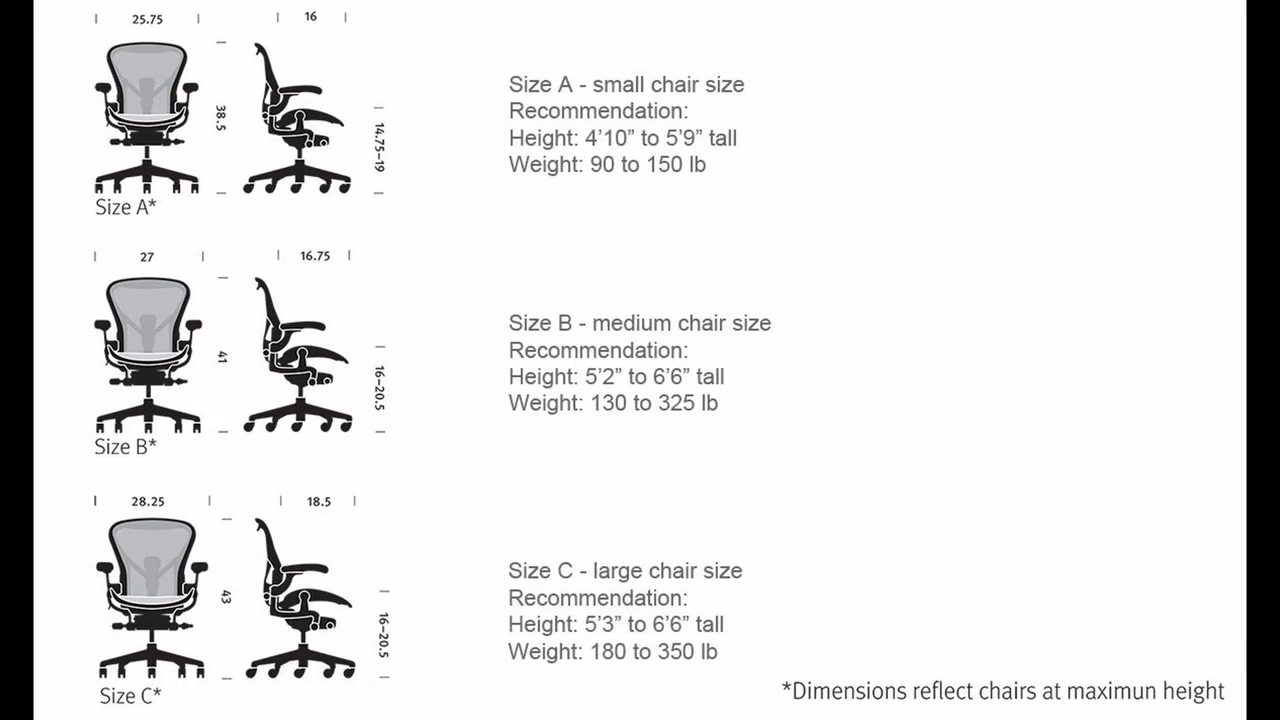 25.75
16
38.5
14.75–19
Size A*
Size A - small chair size
Recommendation:
Height: 4’10” to 5’9” tall
Weight: 90 to 150 lb
27
16.75
41
16–20.5
Size B*
Size B - medium chair size
Recommendation:
Height: 5’2” to 6’6” tall
Weight: 130 to 325 lb
28.25
18.5
43
16–20.5
Size C*
Size C - large chair size
Recommendation:
Height: 5’3” to 6’6” tall
Weight: 180 to 350 lb
*Dimensions reflect chairs at maximun height